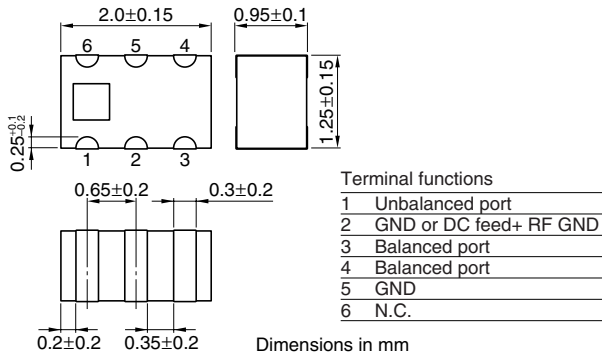 2.0±0.15
0.95±0.1
6 5 4
1.25±0.15
0.25+0.1
-0.2
1 2 3
0.65±0.2
0.3±0.2
0.2±0.2
0.35±0.2
Dimensions in mm
Terminal functions
1 Unbalanced port
2 GND or DC feed+ RF GND
3 Balanced port
4 Balanced port
5 GND
6 N.C.